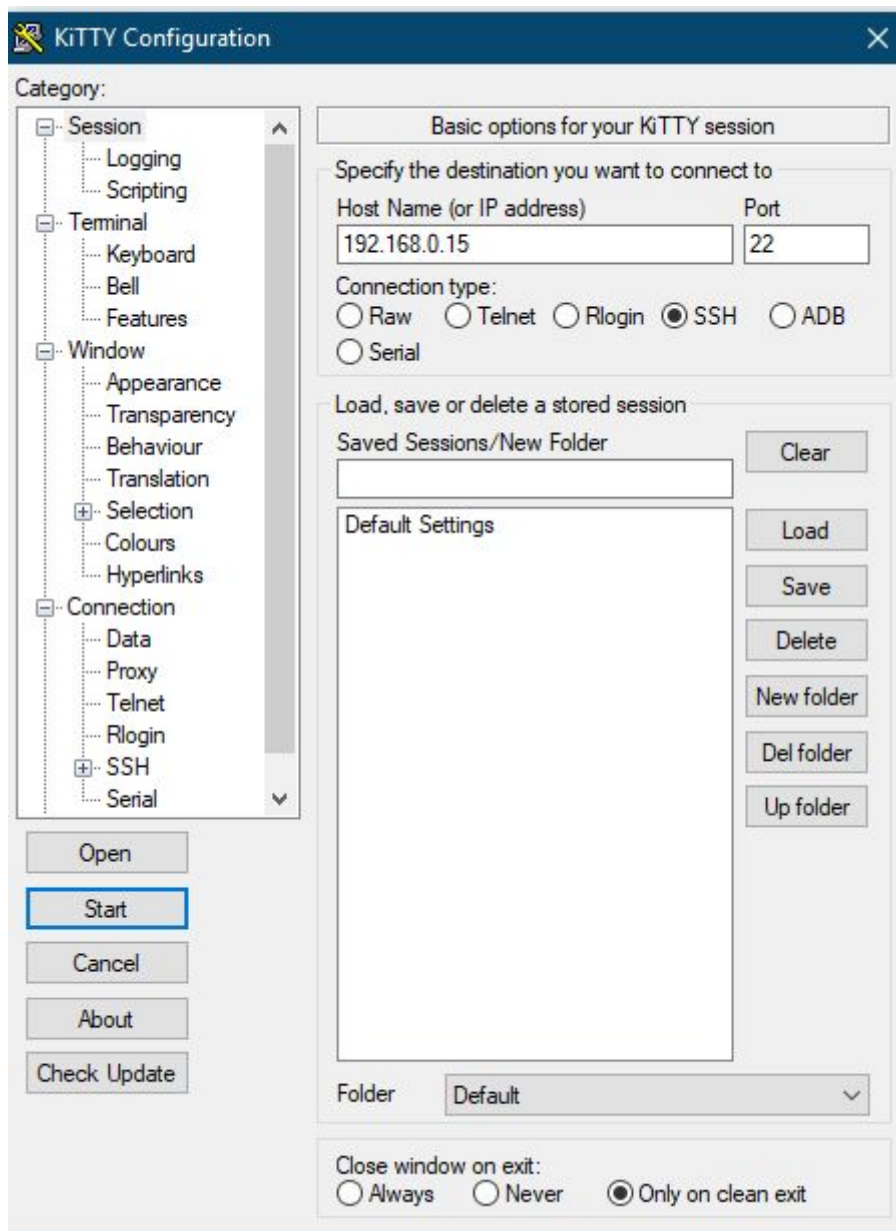 KiTTY Configuration
Category:
Session
Logging
Scripting
Terminal
Keyboard
Bell
Features
Window
Appearance
Transparency
Behaviour
Translation
Selection
Colours
Hyperlinks
Connection
Data
Proxy
Telnet
Rlogin
SSH
Serial
Open
Start
Cancel
About
Check Update
Basic options for your KiTTY session
Specify the destination you want to connect to
Host Name (or IP address) Port
192.168.0.15 22
Connection type:
Raw Telnet Rlogin SSH ADB
Serial
Load, save or delete a stored session
Saved Sessions/New Folder
Clear
Default Settings
Load
Save
Delete
New folder
Del folder
Up folder
Folder Default
Close window on exit:
Always Never Only on clean exit